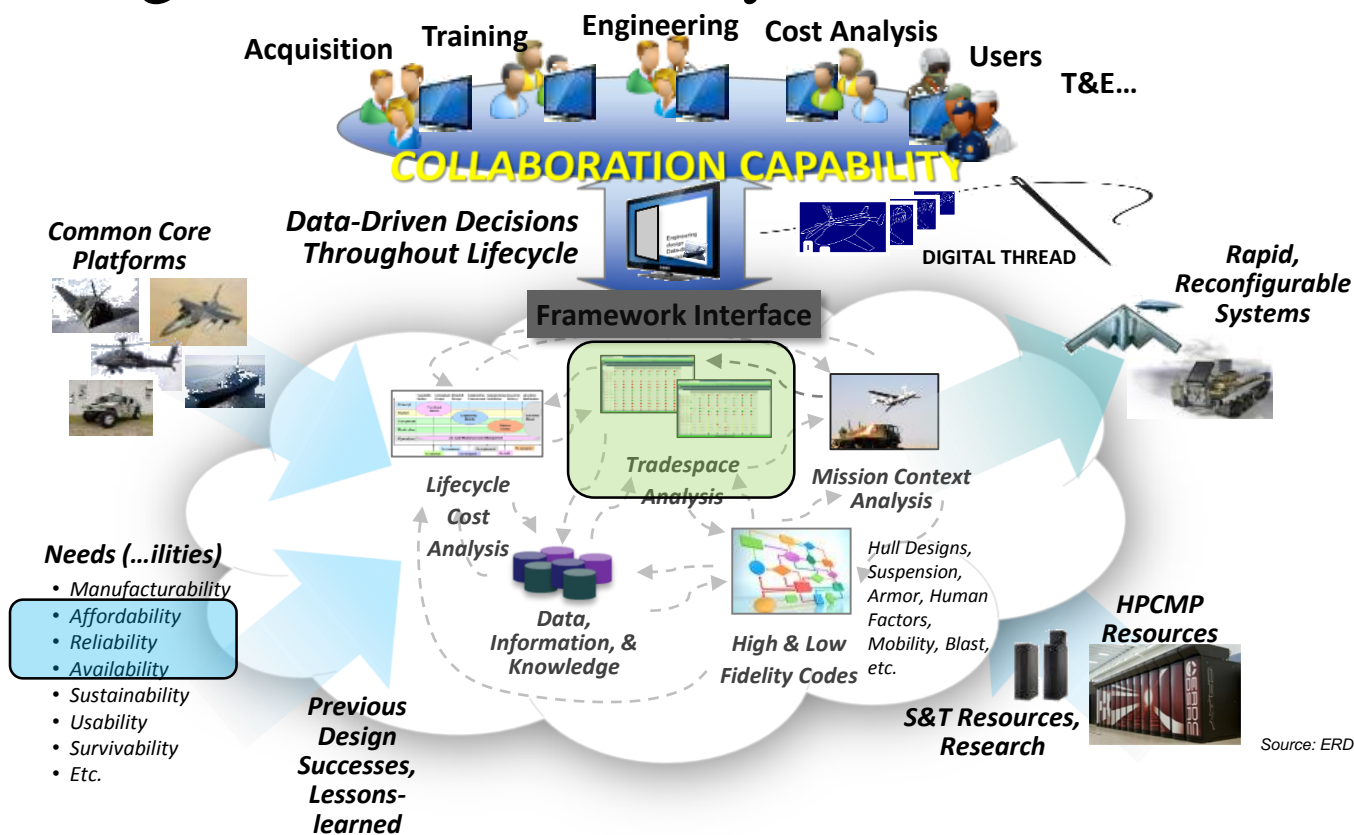 Acquisition
Training
Engineering
Cost Analysis
Users
T&E...
COLLABORATION CAPABILITY
Data-Driven Decisions
Throughout Lifecycle
DIGITAL THREAD
Common Core
Platforms
Rapid,
Reconfigurable
Systems
Framework Interface
Lifecycle
Cost
Analysis
Tradespace
Analysis
Mission Context
Analysis
Data,
Information, &
Knowledge
High & Low
Fidelity Codes
Hull Designs,
Suspension,
Armor, Human
Factors,
Mobility, Blast,
etc.
Needs (...ilities)
• Manufacturability
• Affordability
• Reliability
• Availability
• Sustainability
• Usability
• Survivability
• Etc.
Previous
Design
Successes,
Lessons-
learned
HPCMP
Resources
S&T Resources,
Research
Source: ERD